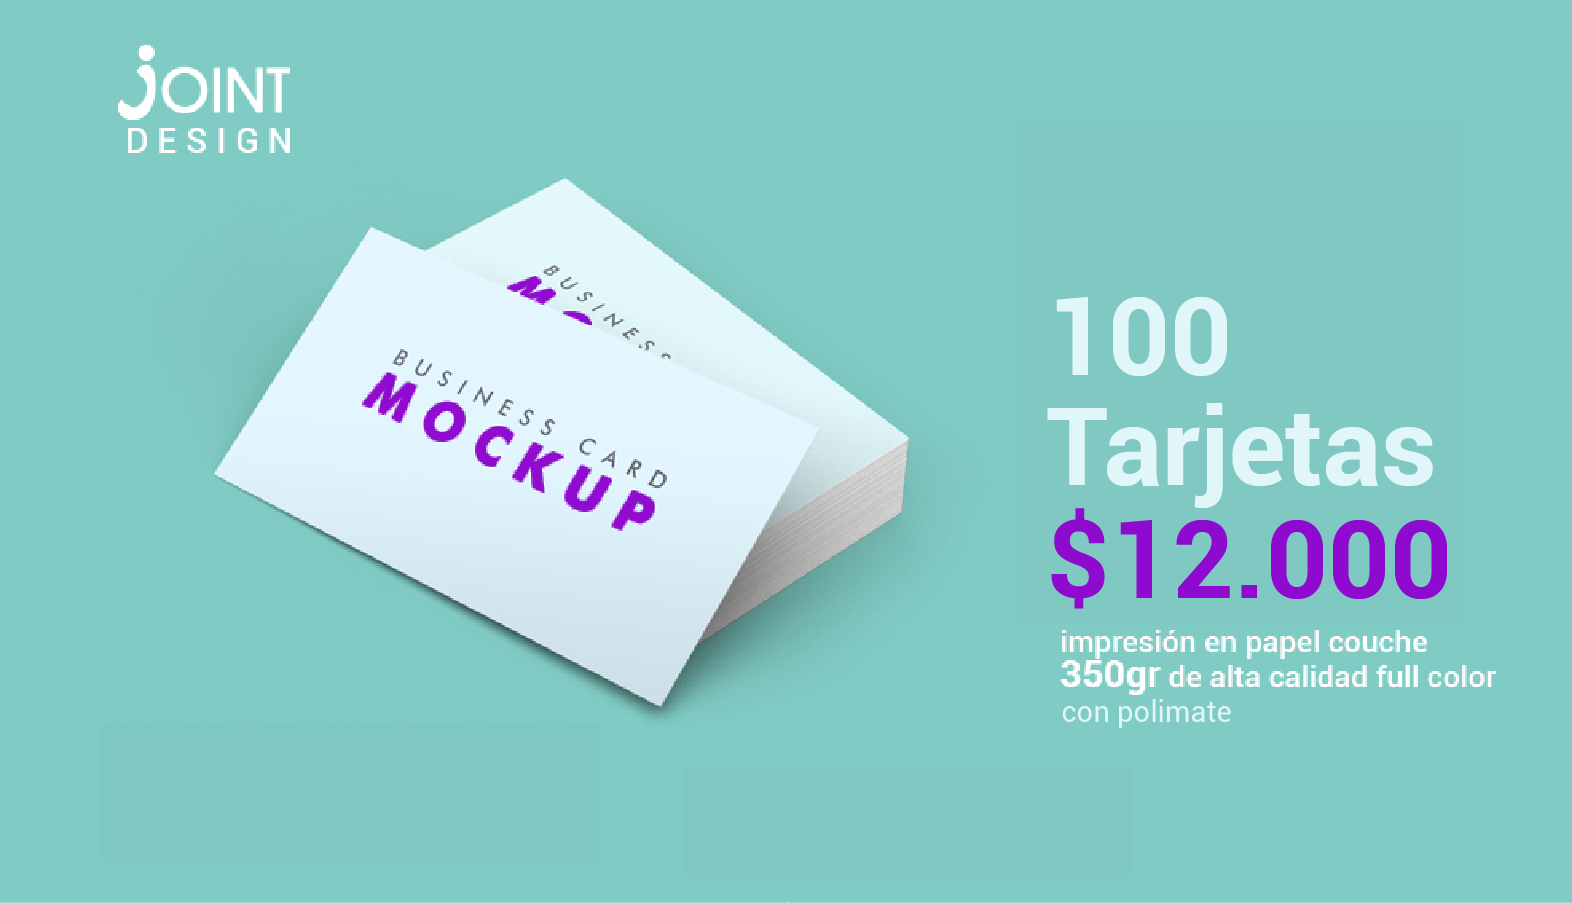 jOINT
DESIGN
BUSINESS
MO
BUSINESS CARD
MOCKUP
100
Tarjetas
$12.000
impresión en papel couche
350gr de alta calidad full color
con polimate